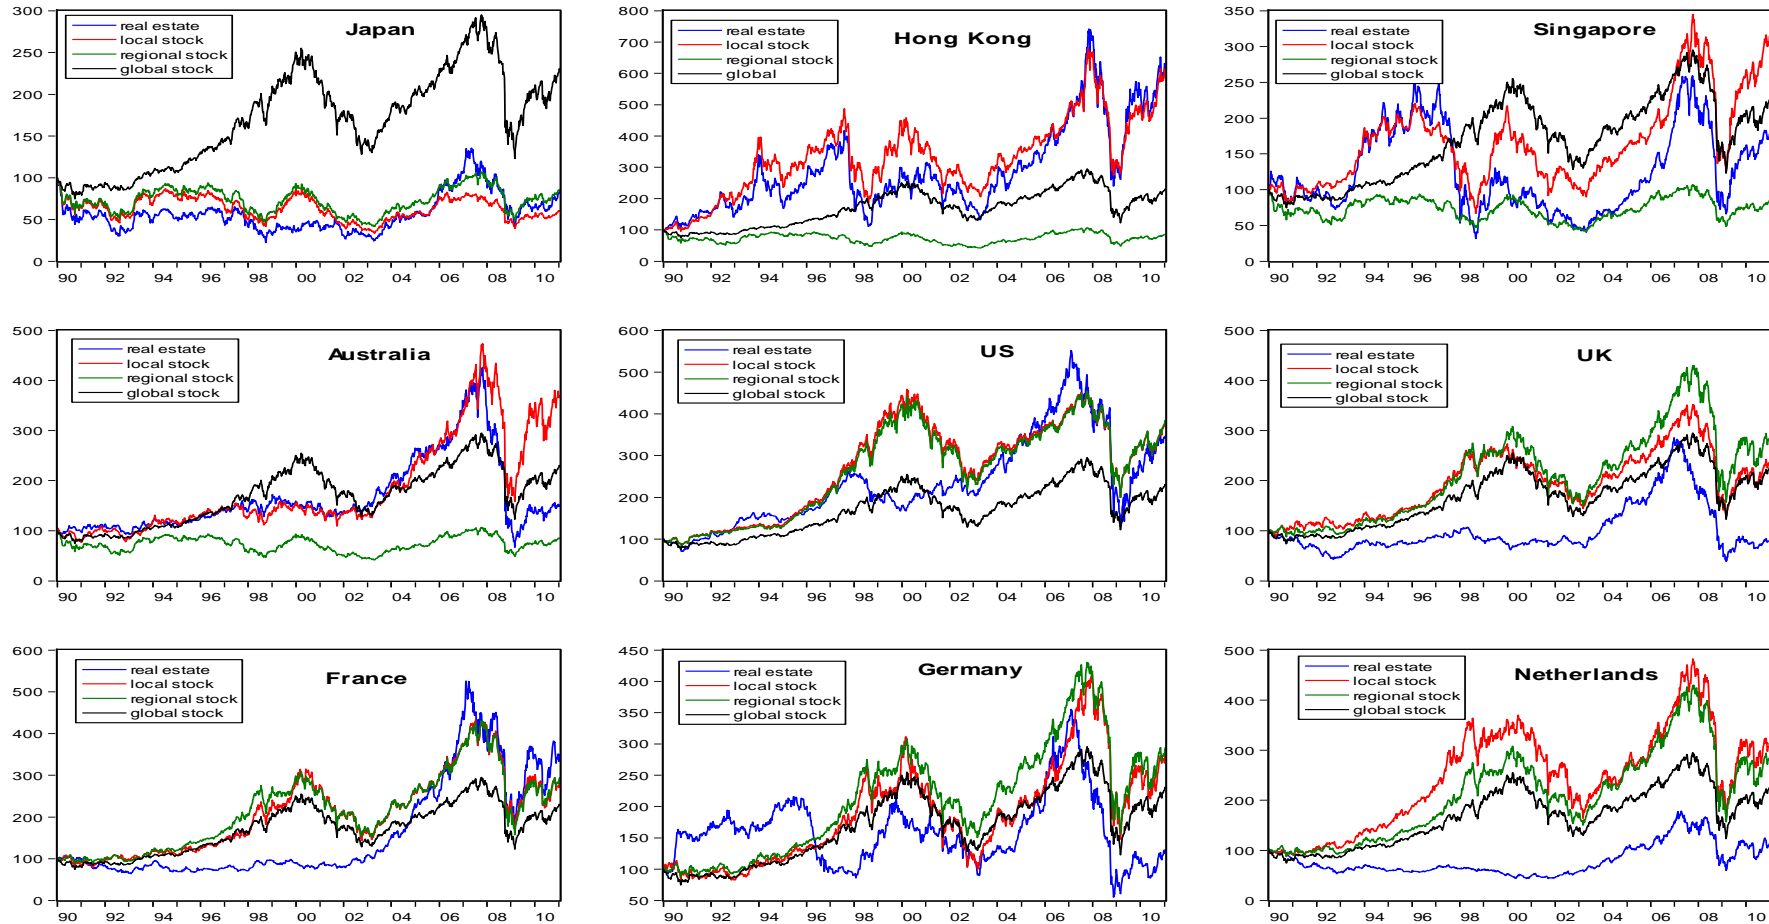 Japan
real estate
local stock
regional stock
global stock
300
250
200
150
100
50
0
90 92 94 96 98 00 02 04 06 08 10
Hong Kong
real estate
local stock
regional stock
global
800
700
600
500
400
300
200
100
0
90 92 94 96 98 00 02 04 06 08 10
Singapore
real estate
local stock
regional stock
global stock
350
300
250
200
150
100
50
0
90 92 94 96 98 00 02 04 06 08 10
Australia
real estate
local stock
regional stock
global stock
500
400
300
200
100
0
90 92 94 96 98 00 02 04 06 08 10
US
real estate
local stock
regional stock
global stock
600
500
400
300
200
100
0
90 92 94 96 98 00 02 04 06 08 10
UK
real estate
local stock
regional stock
global stock
500
400
300
200
100
0
90 92 94 96 98 00 02 04 06 08 10
France
real estate
local stock
regional stock
global stock
600
500
400
300
200
100
0
90 92 94 96 98 00 02 04 06 08 10
Germany
real estate
local stock
regional stock
global stock
450
400
350
300
250
200
150
100
50
90 92 94 96 98 00 02 04 06 08 10
Netherlands
real estate
local stock
regional stock
global stock
500
400
300
200
100
0
90 92 94 96 98 00 02 04 06 08 10